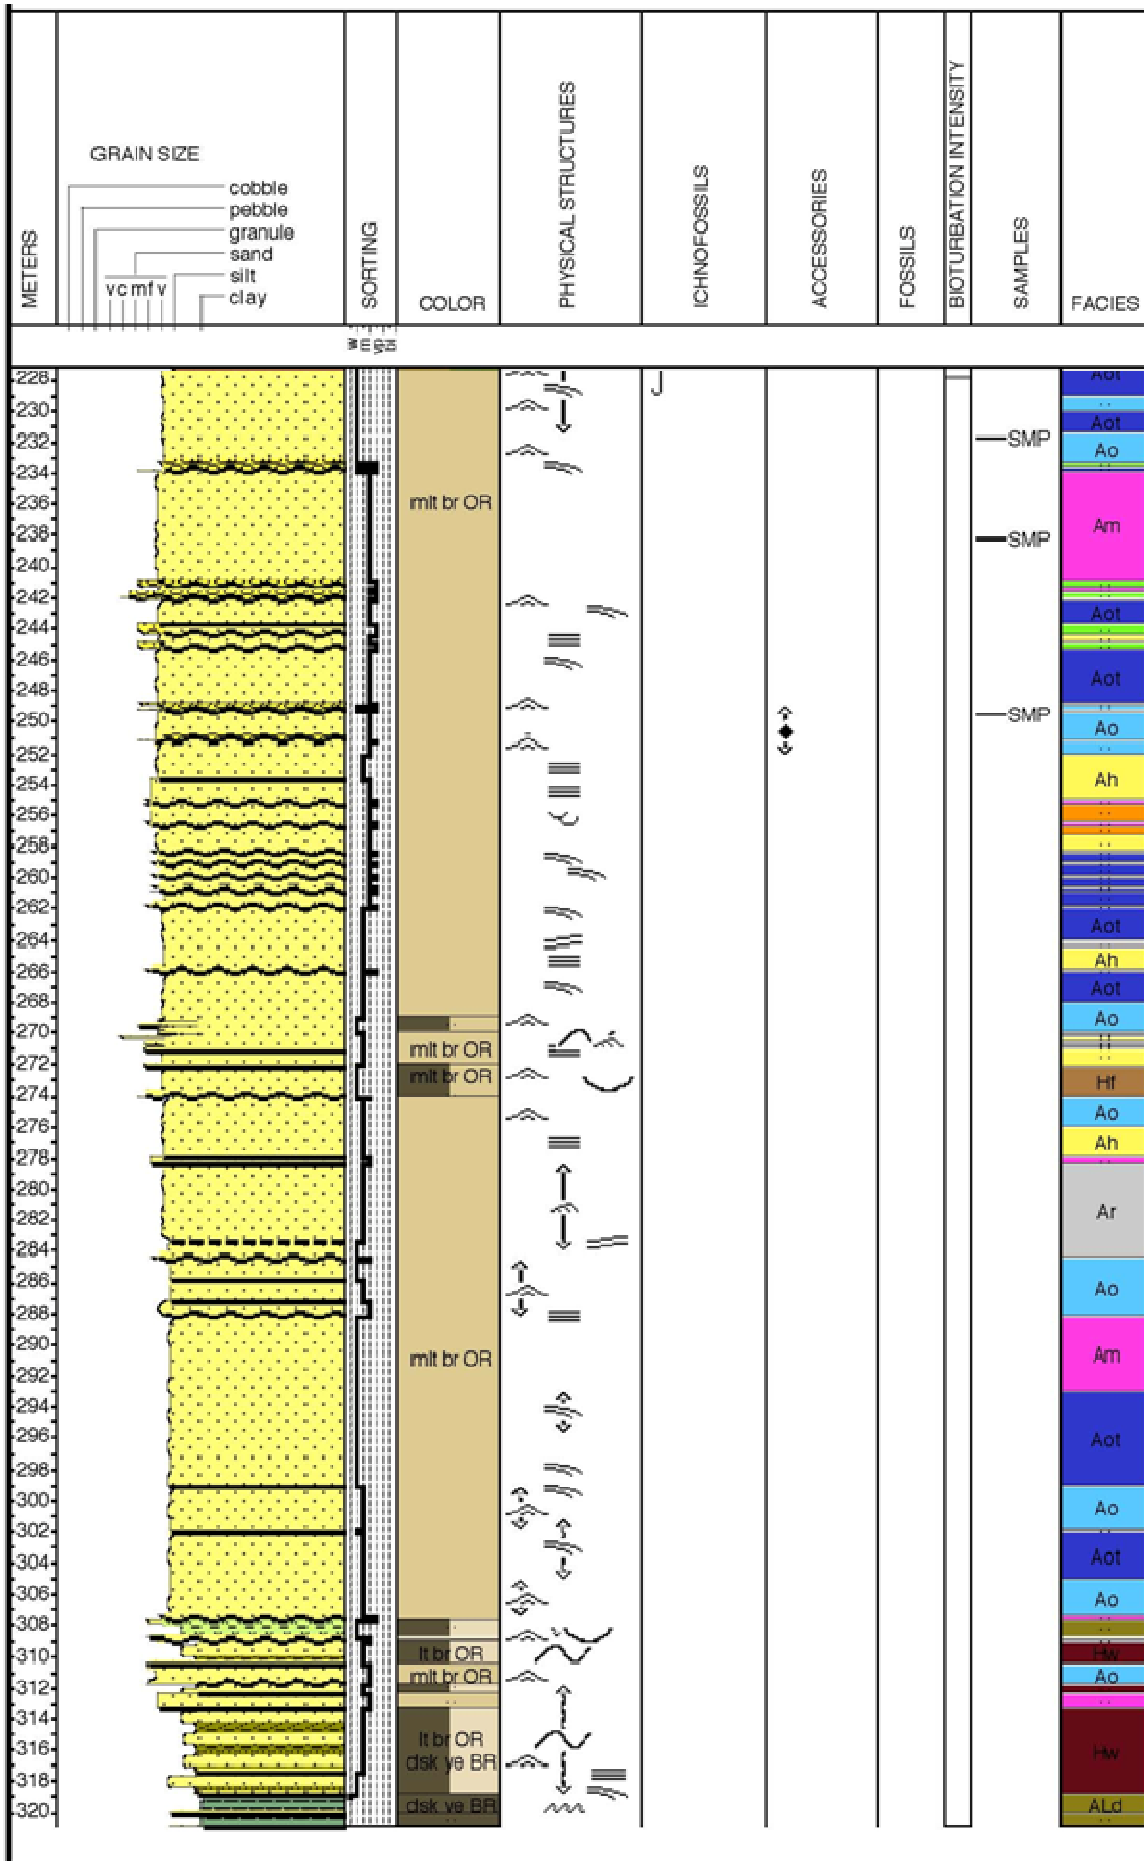 GRAIN SIZE
cobble
pebble
granule
sand
silt
clay
v c m f v
METERS
SORTING
COLOR
PHYSICAL STRUCTURES
ICHNOFOSSILS
ACCESSORIES
FOSSILS
BIOTURBATION INTENSITY
SAMPLES
FACIES
228
Aot
230
Aot
232
SMP
Ao
234
236
mlt br OR
Am
238
SMP
240
242
Aot
244
246
Aot
248
250
SMP
Ao
252
254
Ah
256
258
260
262
Aot
264
Ah
266
Aot
268
270
Ao
mlt br OR
272
mlt br OR
Hf
274
Ao
276
Ah
278
280
Ar
282
284
286
Ao
288
290
mlt br OR
Am
292
294
296
Aot
298
300
Ao
302
Aot
304
306
Ao
308
310
lt br OR
Hw
mlt br OR
Ao
312
314
lt br OR
316
dsk ye BR
Hw
318
320
dsk ye BR
ALd